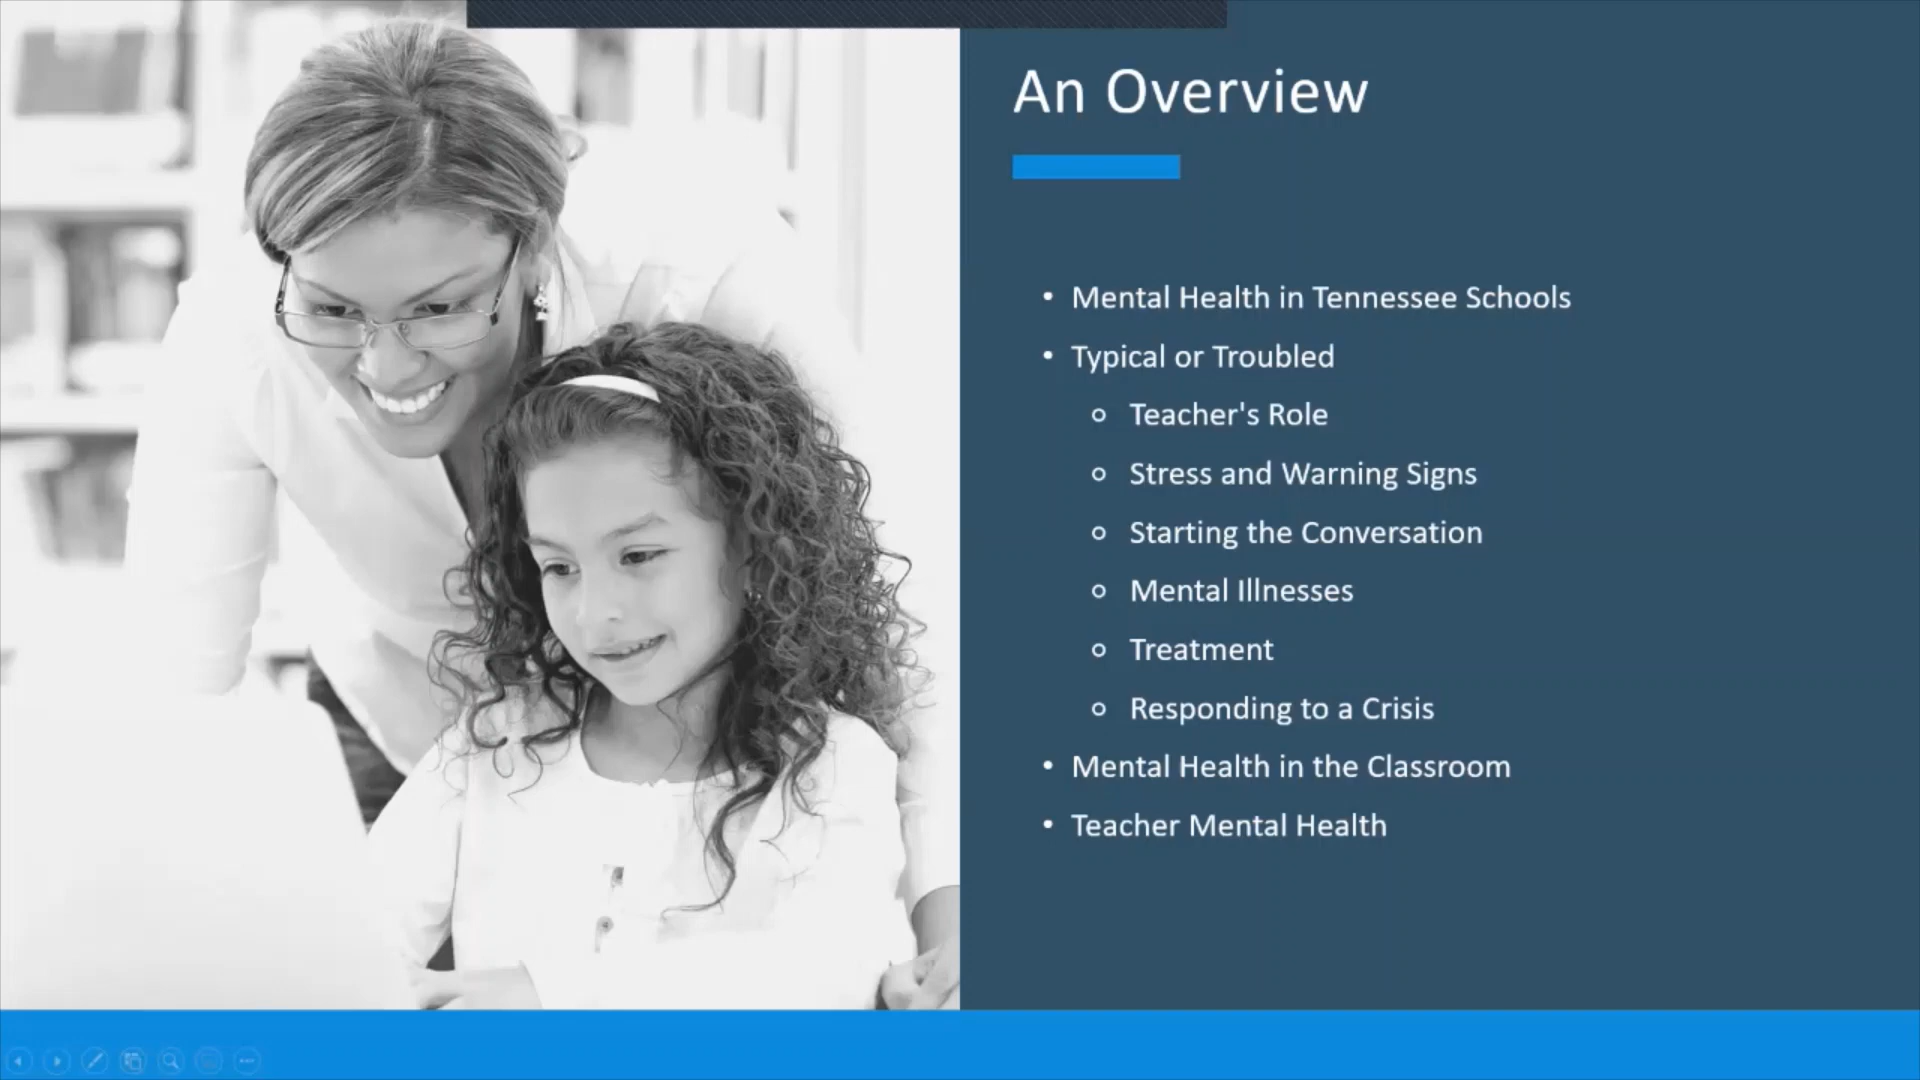 An Overview
• Mental Health in Tennessee Schools
• Typical or Troubled
o Teacher's Role
o Stress and Warning Signs
o Starting the Conversation
o Mental Illnesses
o Treatment
o Responding to a Crisis
• Mental Health in the Classroom
• Teacher Mental Health